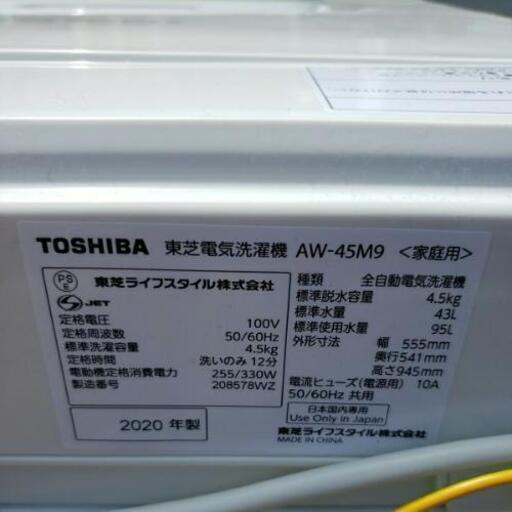 TOSHIBA 東芝電気洗濯機 AW-45M9 <家庭用>
PS
E 東芝ライフスタイル株式会社
JET
定格電圧 100V
定格周波数 50/60Hz
標準洗濯容量 4.5kg
定格時間 洗いのみ 12分
電動機定格消費電力 255/330W
製造番号 208578WZ
2020 年製
種類 全自動電気洗濯機
標準脱水容量 4.5kg
標準水量 43L
標準使用水量 95L
外形寸法 幅 555mm
奥行541mm
高さ945mm
電流ヒューズ(電源用) 10A
50/60Hz 共用
日本国内専用
Use Only in Japan
東芝ライフスタイル株式会社
MADE IN CHINA